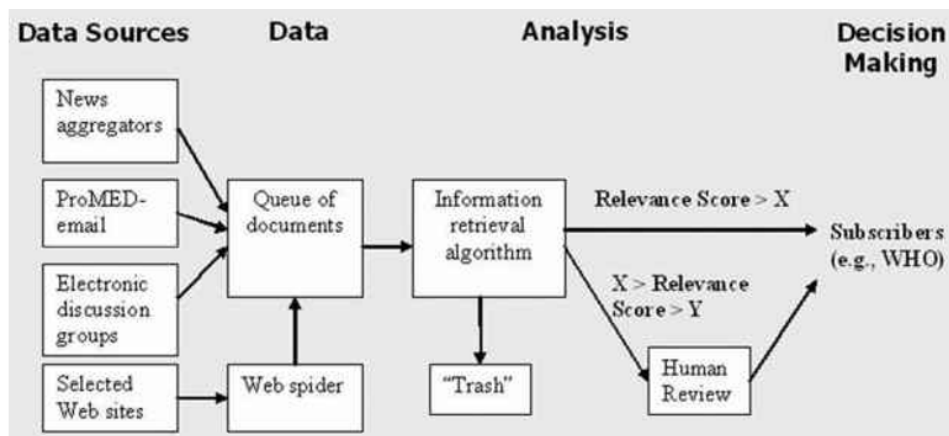 Data Sources
Data
Analysis
Decision
Making
News
aggregators
ProMED-
email
Electronic
discussion
groups
Selected
Web sites
Queue of
documents
Web spider
Information
retrieval
algorithm
"Trash"
Relevance Score > X
X > Relevance
Score > Y
Human
Review
Subscribers
(e.g., WHO)